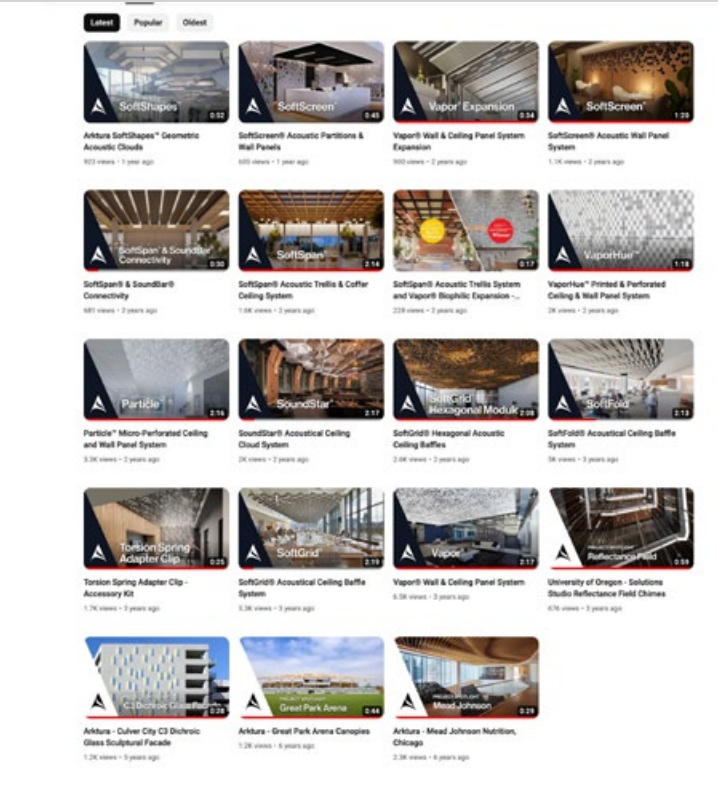 Latest
Popular
Oldest
SoftShapes™
0:52
SoftScreen™
0:45
Vapor® Expansion
0:34
SoftScreen®
1:20
Arktura SoftShapes™ Geometric
Acoustic Clouds
923 views • 1 year ago
SoftScreen® Acoustic Partitions &
Wall Panels
views • 1 year ago
Vapor® Wall & Ceiling Panel System
Expansion
900 views • 2 years ago
SoftScreen® Acoustic Wall Panel
System
1.1K views • 2 years ago
SoftSpan® & SoundBar®
Connectivity
0:30
SoftSpan®
2:14
0:17
VaporHue™
1:18
SoftSpan® & SoundBar®
Connectivity
681 views • 2 years ago
SoftSpan® Acoustic Trellis & Coffer
Ceiling System
1.6K views • 2 years ago
SoftSpan® Acoustic Trellis System
and Vapor® Biophilic Expansion -...
228 views • 2 years ago
VaporHue™ Printed & Perforated
Ceiling & Wall Panel System
2K views • 2 years ago
Particle™
2:16
SoundStar®
2:17
SoftGrid®
Hexagonal Module
2:08
SoftFold®
2:13
Particle™ Micro-Perforated Ceiling
and Wall Panel System
3.3K views • 2 years ago
SoundStar® Acoustical Ceiling
Cloud System
2K views • 2 years ago
SoftGrid® Hexagonal Acoustic
Ceiling Baffles
2.6K views • 2 years ago
SoftFold® Acoustical Ceiling Baffle
System
5K views • 3 years ago
Torsion Spring
Adapter Clip
0:25
SoftGrid®
2:19
Vapor®
2:17
PROJECT SPOTLIGHT
Reflectance Field
0:59
Torsion Spring Adapter Clip -
Accessory Kit
1.7K views • 3 years ago
SoftGrid® Acoustical Ceiling Baffle
System
5.3K views • 3 years ago
Vapor® Wall & Ceiling Panel System
6.5K views • 3 years ago
University of Oregon - Solutions
Studio Reflectance Field Chimes
476 views • 3 years ago
C3 Dichroic Glass Facade
0:28
PROJECT SPOTLIGHT
Great Park Arena
0:44
PROJECT SPOTLIGHT
Mead Johnson
0:29
Arktura - Culver City C3 Dichroic
Glass Sculptural Facade
1.2K views • 5 years ago
Arktura - Great Park Arena Canopies
1.2K views • 6 years ago
Arktura - Mead Johnson Nutrition,
Chicago
2.3K views • 6 years ago